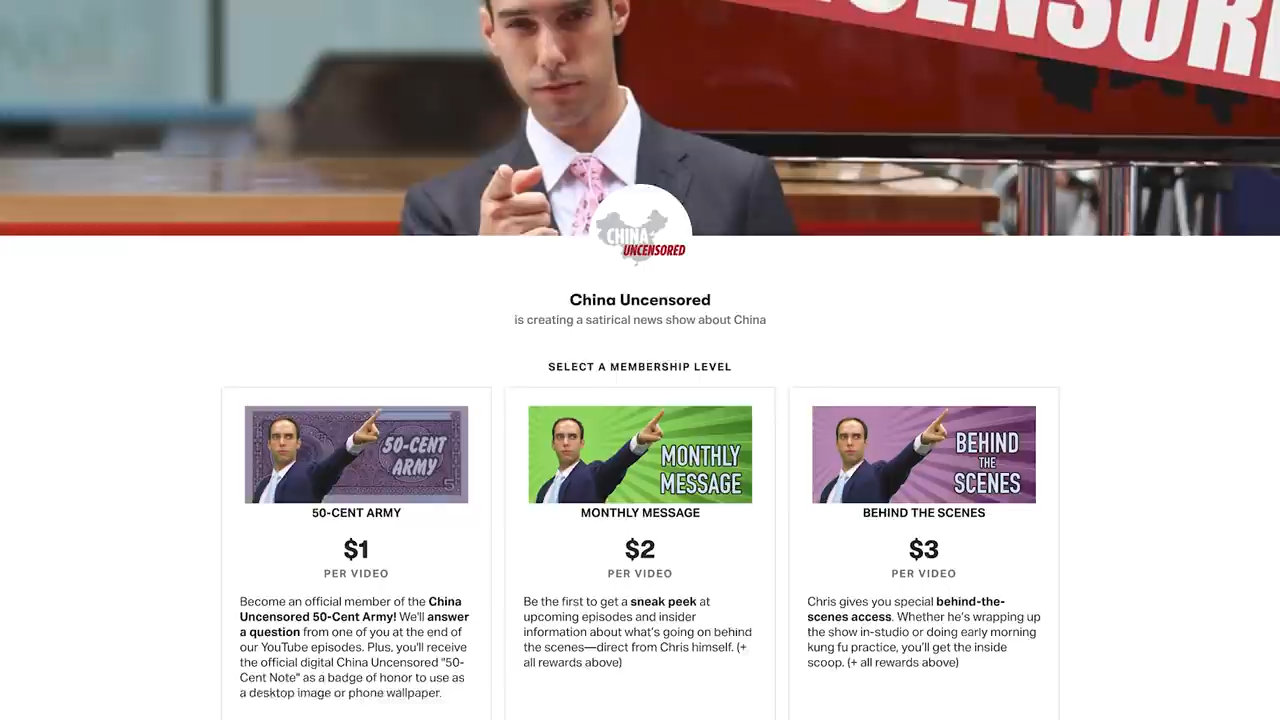 CHINA
UNCENSORED
China Uncensored
is creating a satirical news show about China
SELECT A MEMBERSHIP LEVEL
50-CENT
ARMY
5
50-CENT ARMY
$1
PER VIDEO
Become an official member of the China
Uncensored 50-Cent Army! We'll answer
a question from one of you at the end of
our YouTube episodes. Plus, you'll receive
the official digital China Uncensored "50-
Cent Note" as a badge of honor to use as
a desktop image or phone wallpaper.
MONTHLY
MESSAGE
MONTHLY MESSAGE
$2
PER VIDEO
Be the first to get a sneak peek at
upcoming episodes and insider
information about what's going on behind
the scenes—direct from Chris himself. (+
all rewards above)
BEHIND
THE
SCENES
BEHIND THE SCENES
$3
PER VIDEO
Chris gives you special behind-the-
scenes access. Whether he's wrapping up
the show in-studio or doing early morning
kung fu practice, you'll get the inside
scoop. (+ all rewards above)